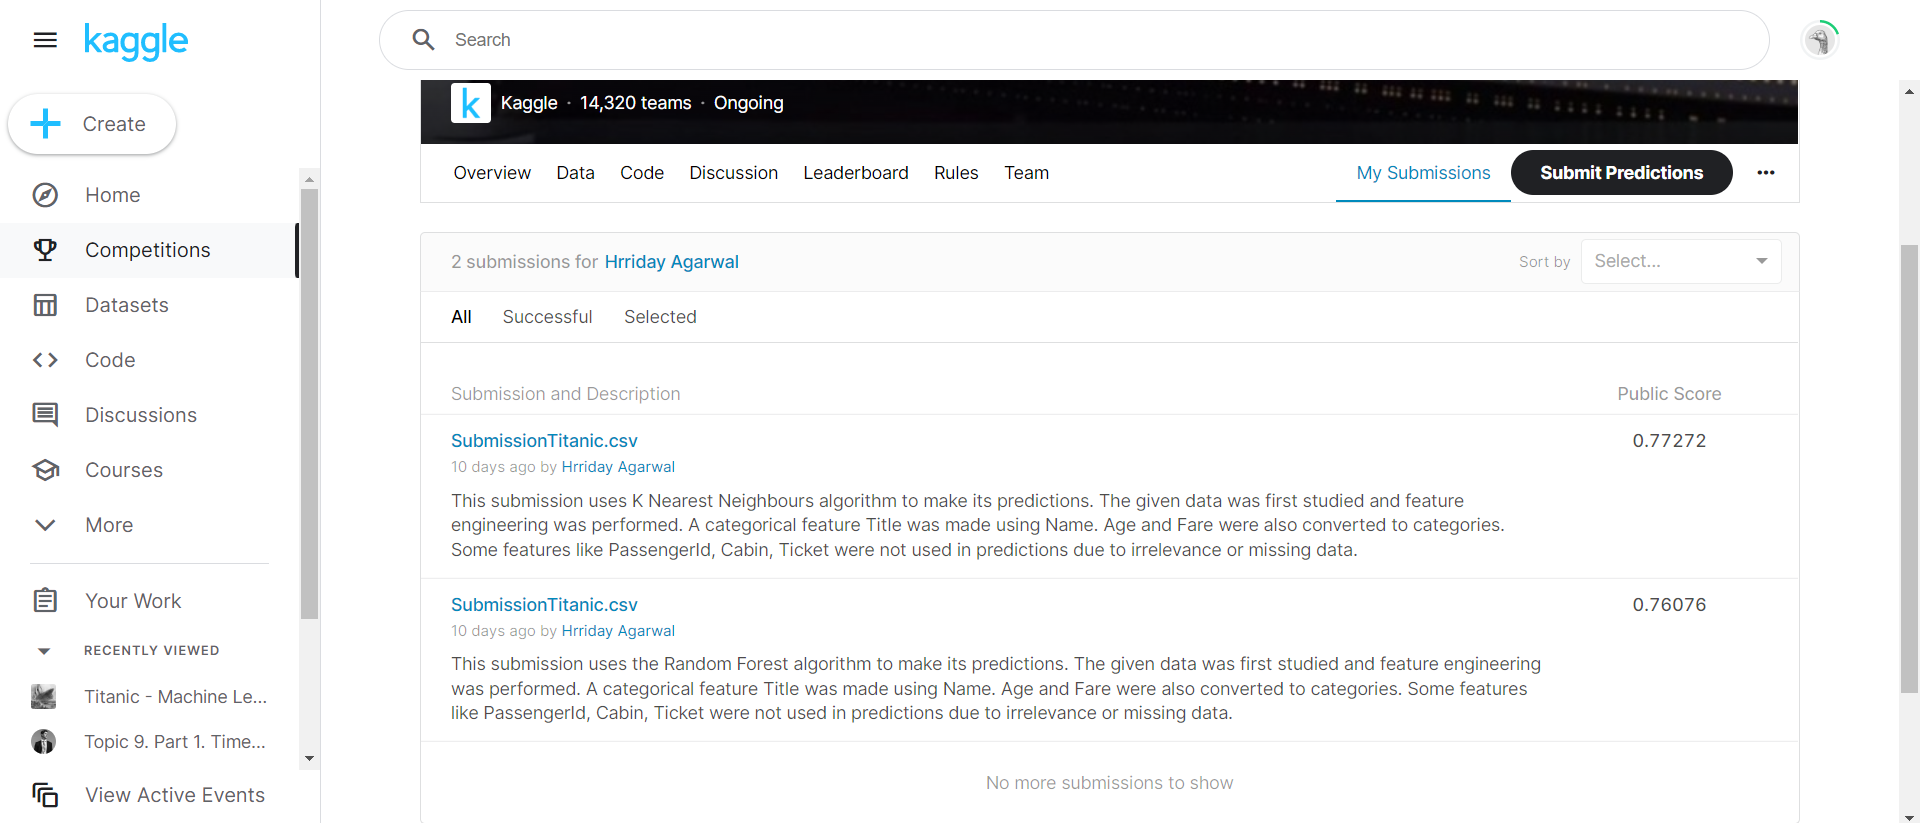 kaggle
Search
Create
Home
Competitions
Datasets
Code
Discussions
Courses
More
Your Work
RECENTLY VIEWED
Titanic - Machine Le...
Topic 9. Part 1. Time...
View Active Events
k Kaggle · 14,320 teams · Ongoing
Overview Data Code Discussion Leaderboard Rules Team My Submissions Submit Predictions
2 submissions for Hrriday Agarwal Sort by Select...
All Successful Selected
Submission and Description Public Score
SubmissionTitanic.csv 0.77272
10 days ago by Hrriday Agarwal
This submission uses K Nearest Neighbours algorithm to make its predictions. The given data was first studied and feature
engineering was performed. A categorical feature Title was made using Name. Age and Fare were also converted to categories.
Some features like PassengerId, Cabin, Ticket were not used in predictions due to irrelevance or missing data.
SubmissionTitanic.csv 0.76076
10 days ago by Hrriday Agarwal
This submission uses the Random Forest algorithm to make its predictions. The given data was first studied and feature engineering
was performed. A categorical feature Title was made using Name. Age and Fare were also converted to categories. Some features
like PassengerId, Cabin, Ticket were not used in predictions due to irrelevance or missing data.
No more submissions to show